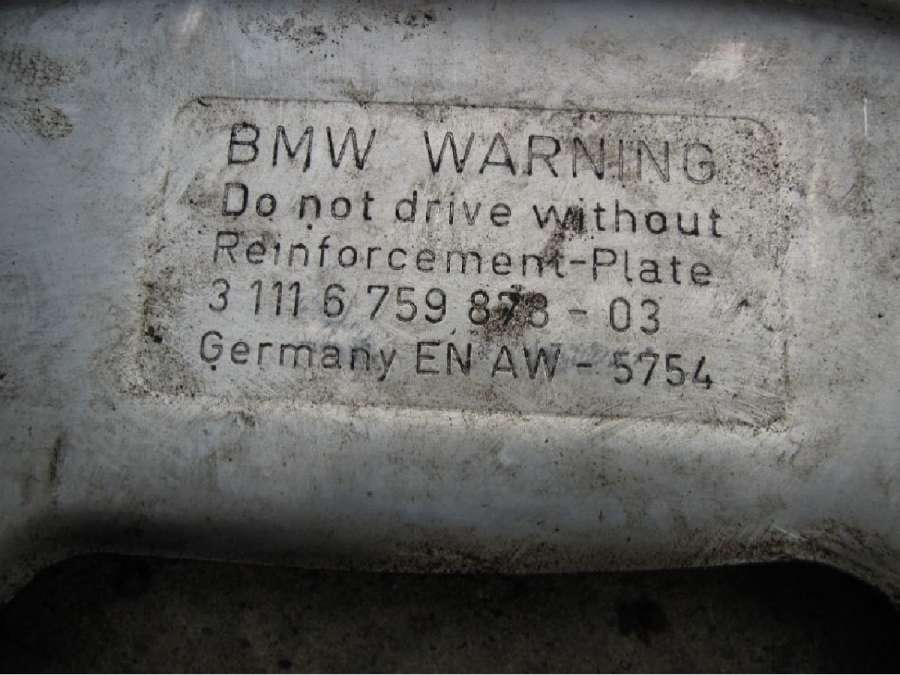 BMW WARNING
Do not drive without
Reinforcement-Plate
3 111 6 759 878 - 03
Germany EN AW - 5754